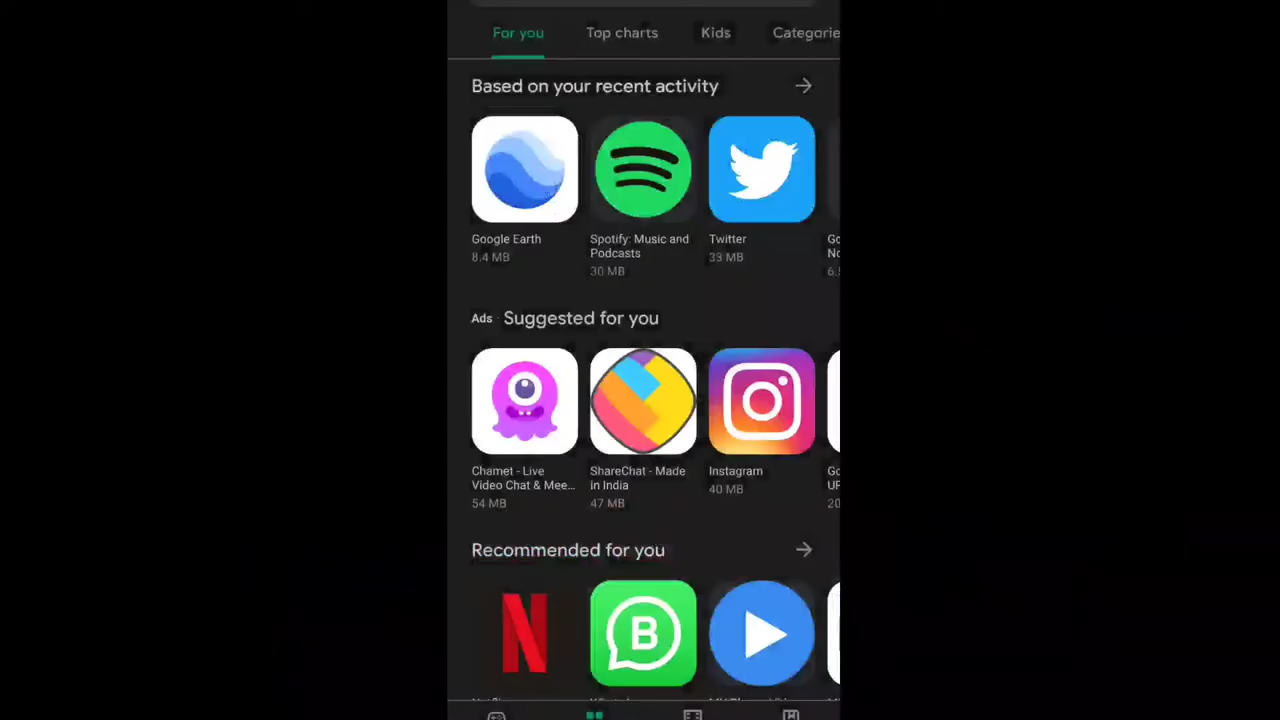 For you Top charts Kids Categorie
Based on your recent activity
Google Earth
8.4 MB
Spotify: Music and
Podcasts
30 MB
Twitter
33 MB
Ads · Suggested for you
Chamet - Live
Video Chat & Mee...
54 MB
ShareChat - Made
in India
47 MB
Instagram
40 MB
Recommended for you
N
B